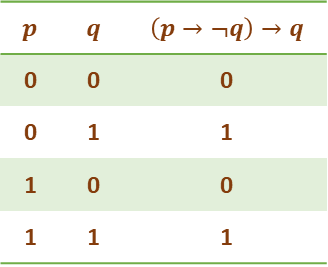 p q (p → ¬q) → q
0 0 0
0 1 1
1 0 0
1 1 1